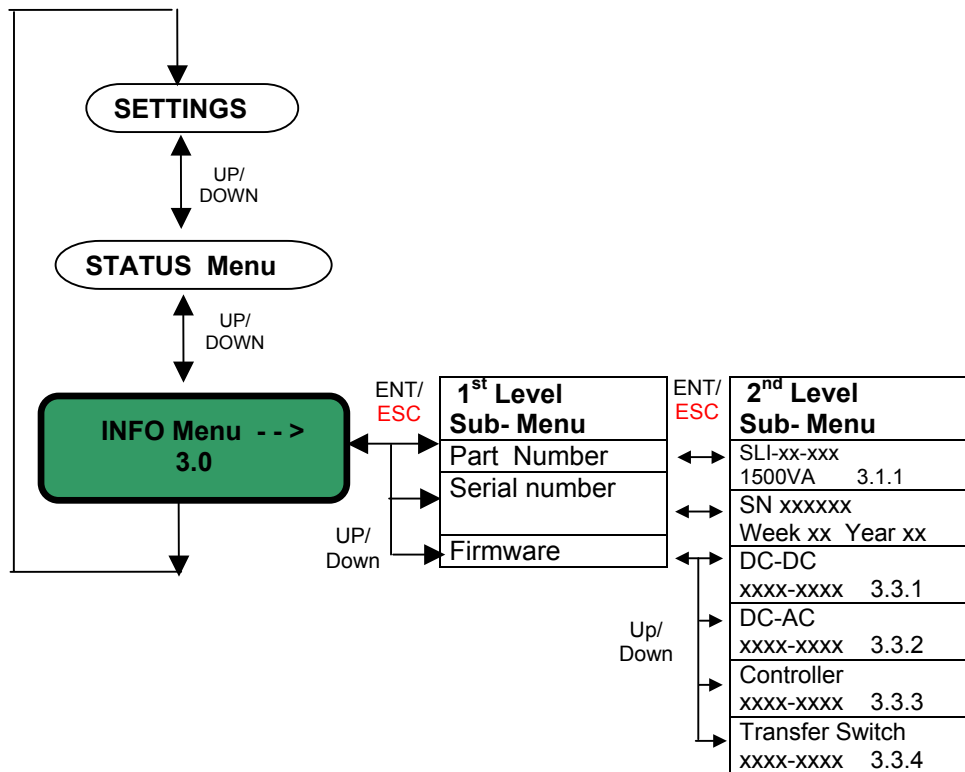 SETTINGS
UP/
DOWN
STATUS Menu
UP/
DOWN
INFO Menu - - >
3.0
ENT/
ESC
UP/
Down
1st Level
Sub- Menu
Part Number
Serial number
Firmware
ENT/
ESC
Up/
Down
2nd Level
Sub- Menu
SLI-xx-xxx
1500VA 3.1.1
SN xxxxxx
Week xx Year xx
DC-DC
xxxx-xxxx 3.3.1
DC-AC
xxxx-xxxx 3.3.2
Controller
xxxx-xxxx 3.3.3
Transfer Switch
xxxx-xxxx 3.3.4